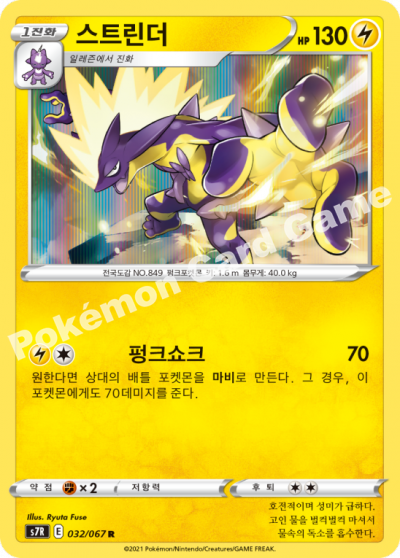 1진화
스트린더
HP 130
일레즌에서 진화
전국도감 NO.849 펑크포켓몬 키: 1.6 m 몸무게: 40.0 kg
Pokémon Card Game
펑크쇼크 70
원한다면 상대의 배틀 포켓몬을 마비로 만든다. 그 경우, 이
포켓몬에게도 70데미지를 준다.
약점 ×2 저항력 후퇴
Illus. Ryuta Fuse
s7R E 032/067 R
호전적이며 성미가 급하다.
고인 물을 벌컥벌컥 마셔서
물속의 독소를 흡수한다.
©2021 Pokémon/Nintendo/Creatures/GAME FREAK.